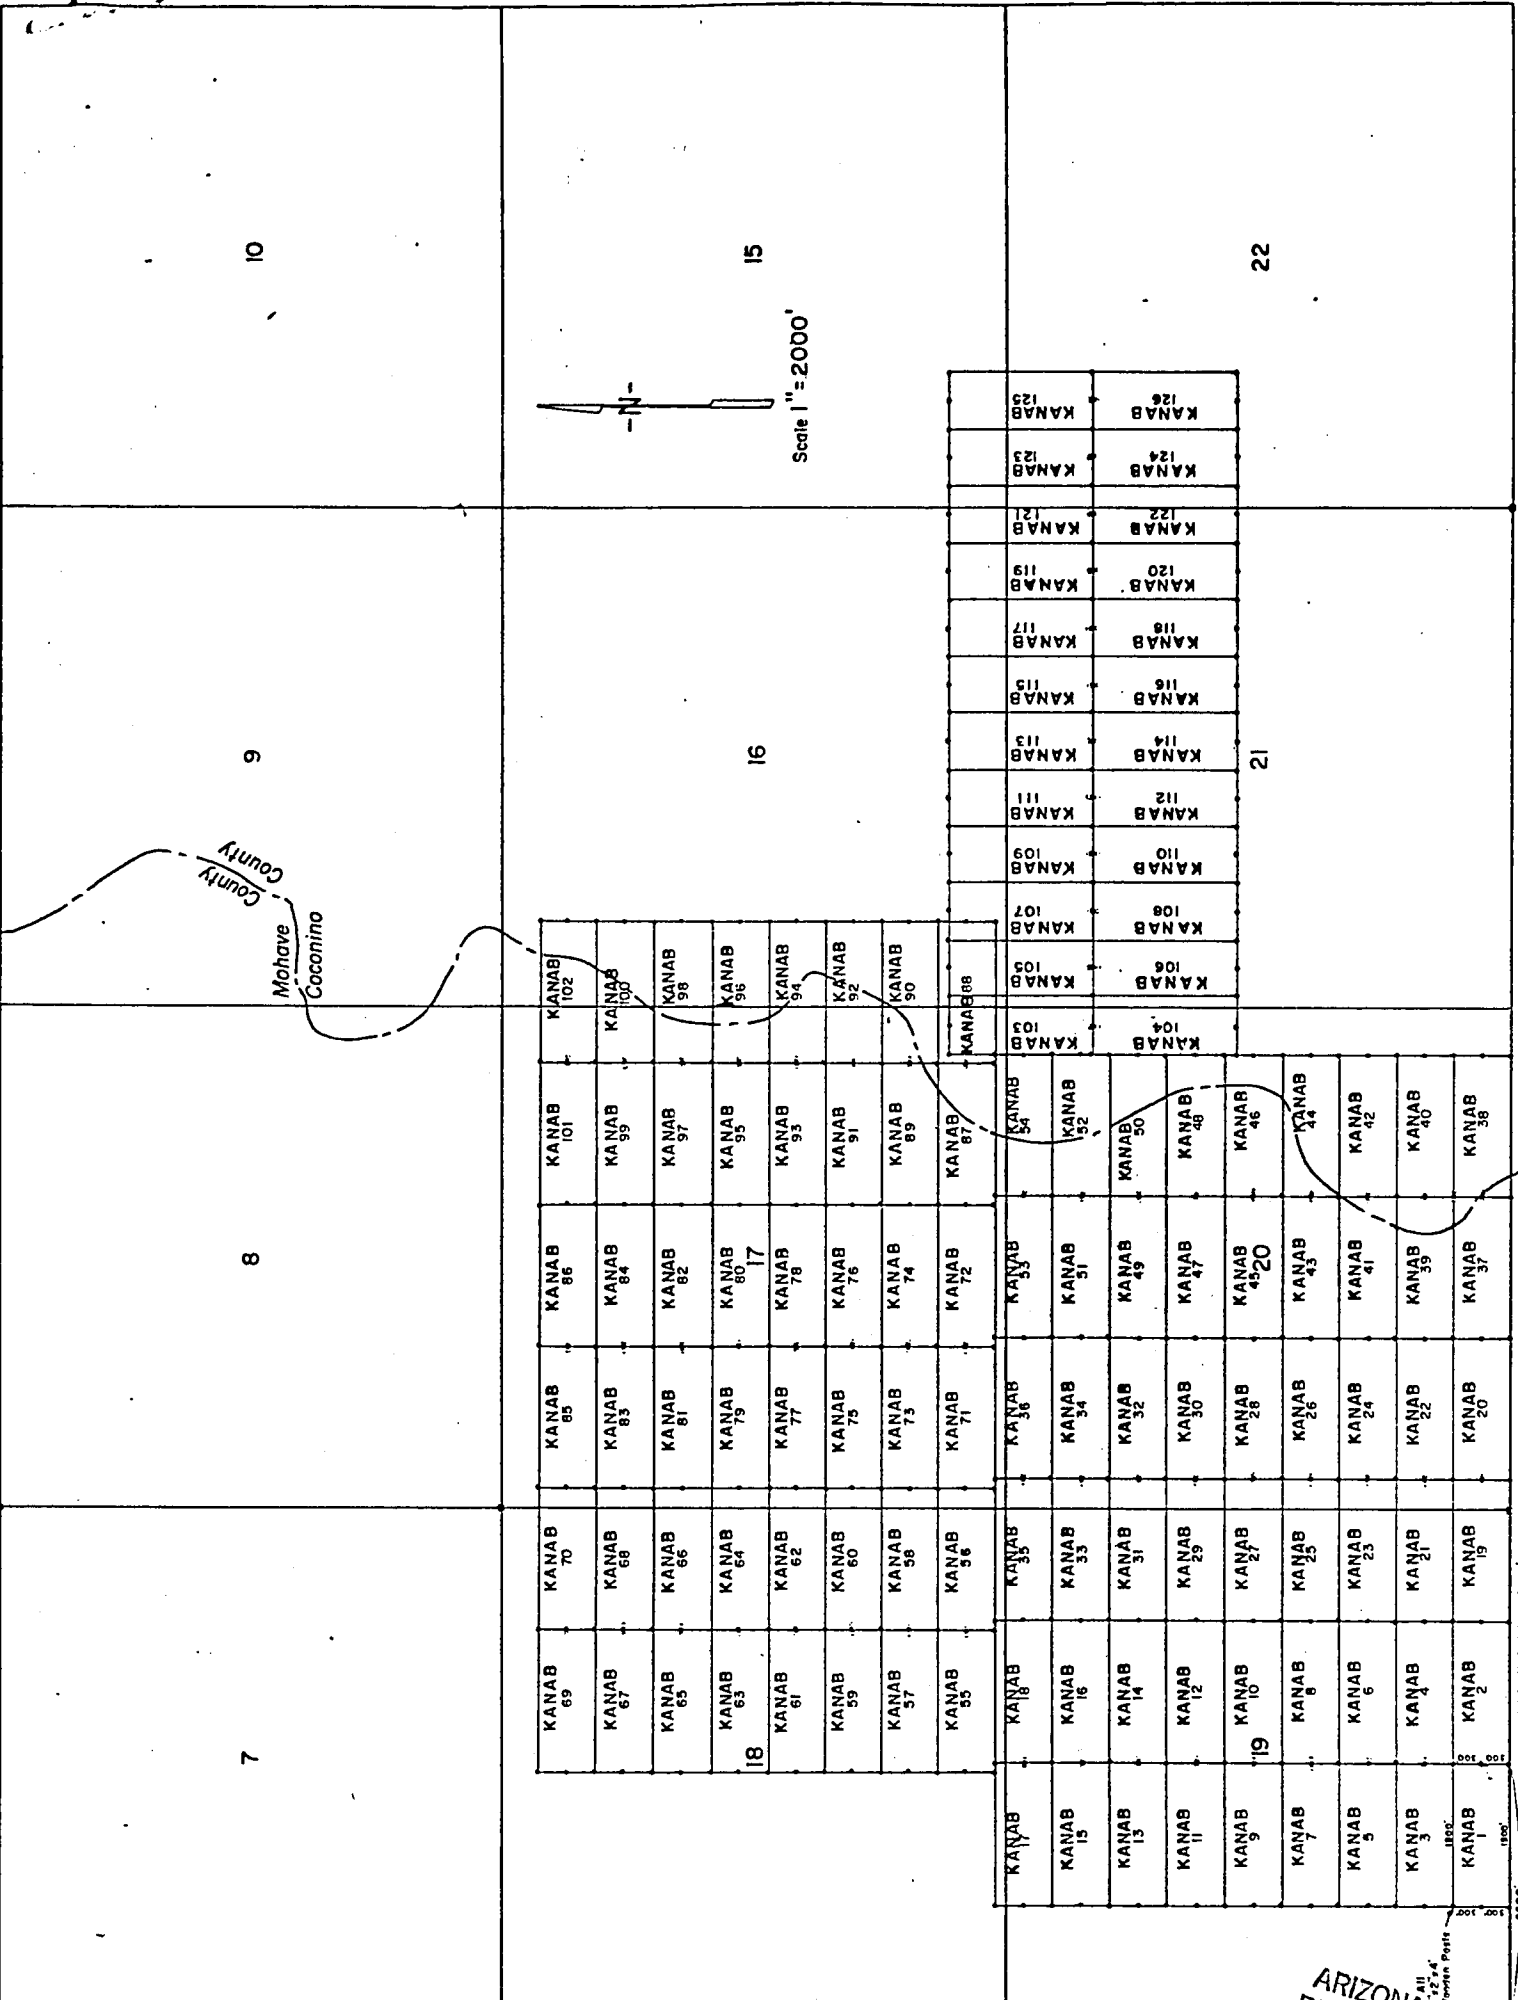 7 8 9 10
Mohave County
Coconino County
18 17 16 15
-N-
Scale 1"=2000'
KANAB KANAB KANAB KANAB KANAB KANAB
69 70 85 86 101 102
KANAB KANAB KANAB KANAB KANAB KANAB
67 68 83 84 99 100
KANAB KANAB KANAB KANAB KANAB KANAB
65 66 81 82 97 98
KANAB KANAB KANAB KANAB KANAB KANAB
63 64 79 80 95 96
KANAB KANAB KANAB KANAB KANAB KANAB
61 62 77 78 93 94
KANAB KANAB KANAB KANAB KANAB KANAB
59 60 75 76 91 92
KANAB KANAB KANAB KANAB KANAB KANAB
57 58 73 74 89 90
KANAB KANAB KANAB KANAB KANAB KANAB 88
55 56 71 72 87
19 20 21 22
KANAB KANAB KANAB KANAB KANAB KANAB
17 18 35 36 53 54
KANAB KANAB KANAB KANAB KANAB KANAB
15 16 33 34 51 52
KANAB KANAB KANAB KANAB KANAB KANAB
13 14 31 32 49 50
KANAB KANAB KANAB KANAB KANAB KANAB
11 12 29 30 47 48
KANAB KANAB KANAB KANAB KANAB KANAB
9 10 27 28 45 46
KANAB KANAB KANAB KANAB KANAB KANAB
7 8 25 26 43 44
KANAB KANAB KANAB KANAB KANAB KANAB
5 6 23 24 41 42
KANAB KANAB KANAB KANAB KANAB KANAB
3 4 21 22 39 40
KANAB KANAB KANAB KANAB KANAB KANAB
1 2 19 20 37 38
KANAB 103
KANAB 105
KANAB 107
KANAB 109
KANAB 111
KANAB 113
KANAB 115
KANAB 117
KANAB 119
KANAB 121
KANAB 123
KANAB 125
KANAB 104
KANAB 106
KANAB 108
KANAB 110
KANAB 112
KANAB 114
KANAB 116
KANAB 118
KANAB 120
KANAB 122
KANAB 124
KANAB 126
300' 300'
1500'
1500'
300' 300'
All
2"x2"x4'
Wooden Posts
ARIZON